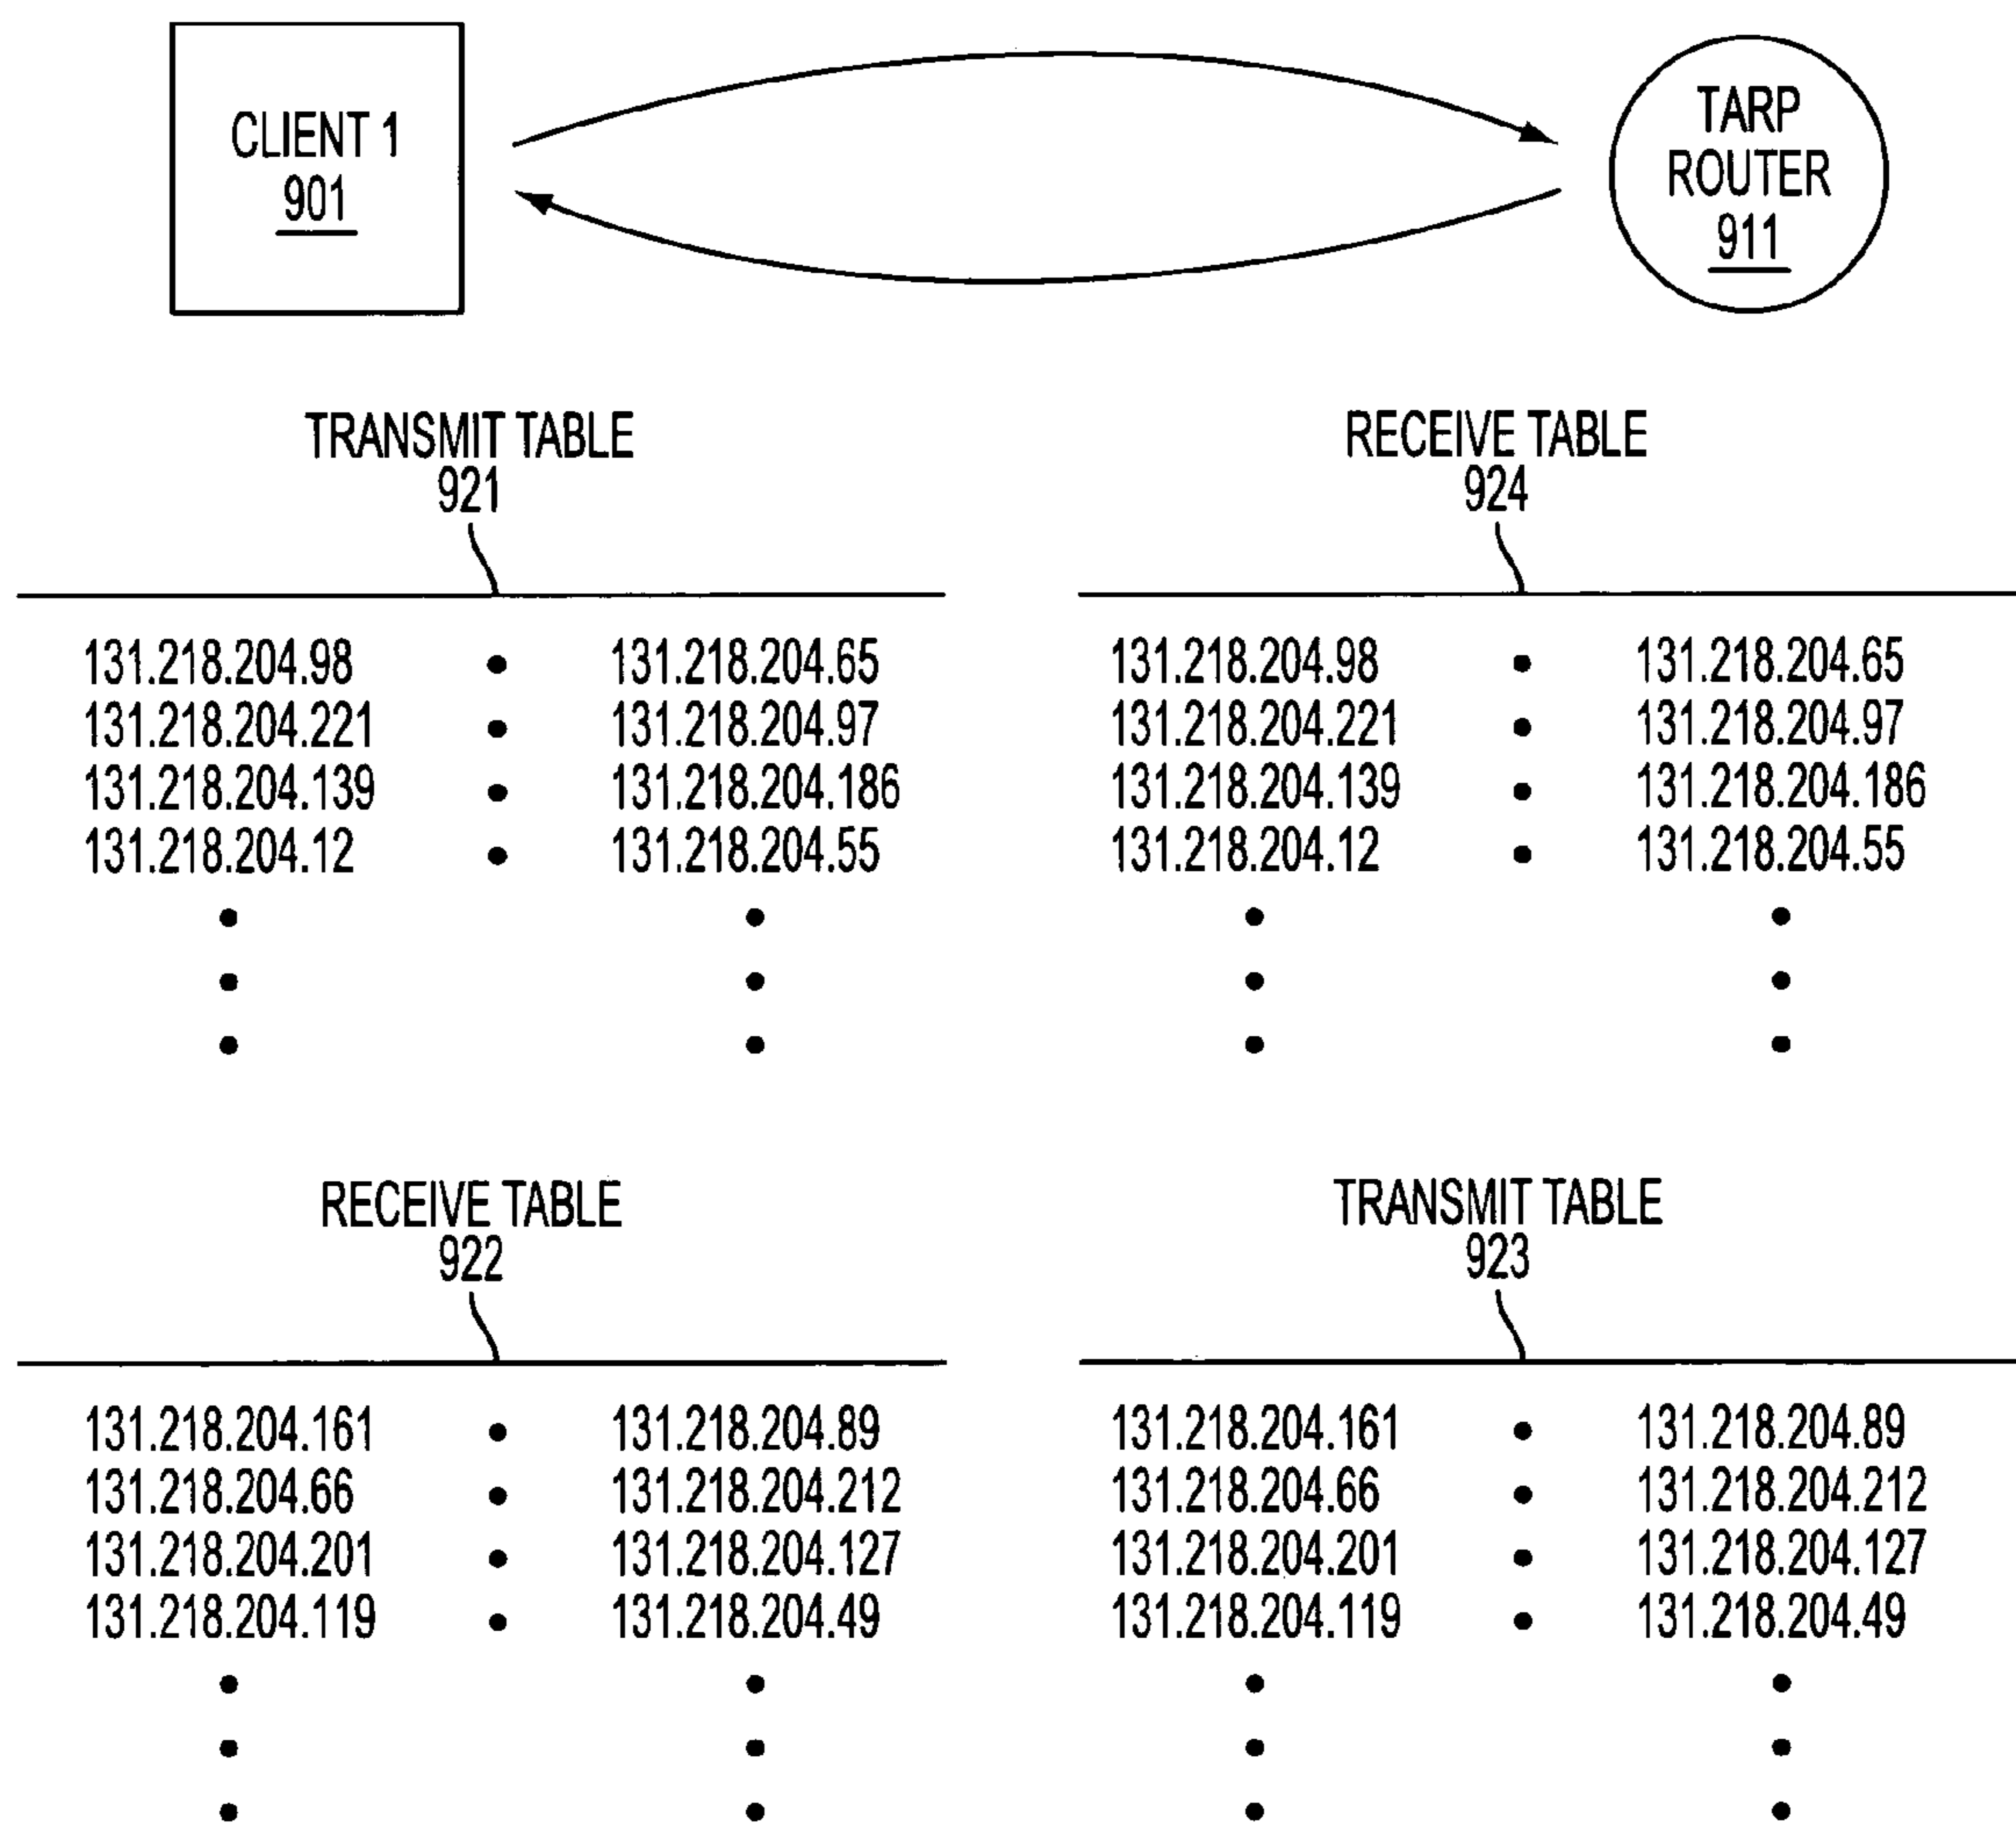 CLIENT 1
901
TARP
ROUTER
911
TRANSMIT TABLE
921
131.218.204.98 • 131.218.204.65
131.218.204.221 • 131.218.204.97
131.218.204.139 • 131.218.204.186
131.218.204.12 • 131.218.204.55
RECEIVE TABLE
924
131.218.204.98 • 131.218.204.65
131.218.204.221 • 131.218.204.97
131.218.204.139 • 131.218.204.186
131.218.204.12 • 131.218.204.55
RECEIVE TABLE
922
131.218.204.161 • 131.218.204.89
131.218.204.66 • 131.218.204.212
131.218.204.201 • 131.218.204.127
131.218.204.119 • 131.218.204.49
TRANSMIT TABLE
923
131.218.204.161 • 131.218.204.89
131.218.204.66 • 131.218.204.212
131.218.204.201 • 131.218.204.127
131.218.204.119 • 131.218.204.49